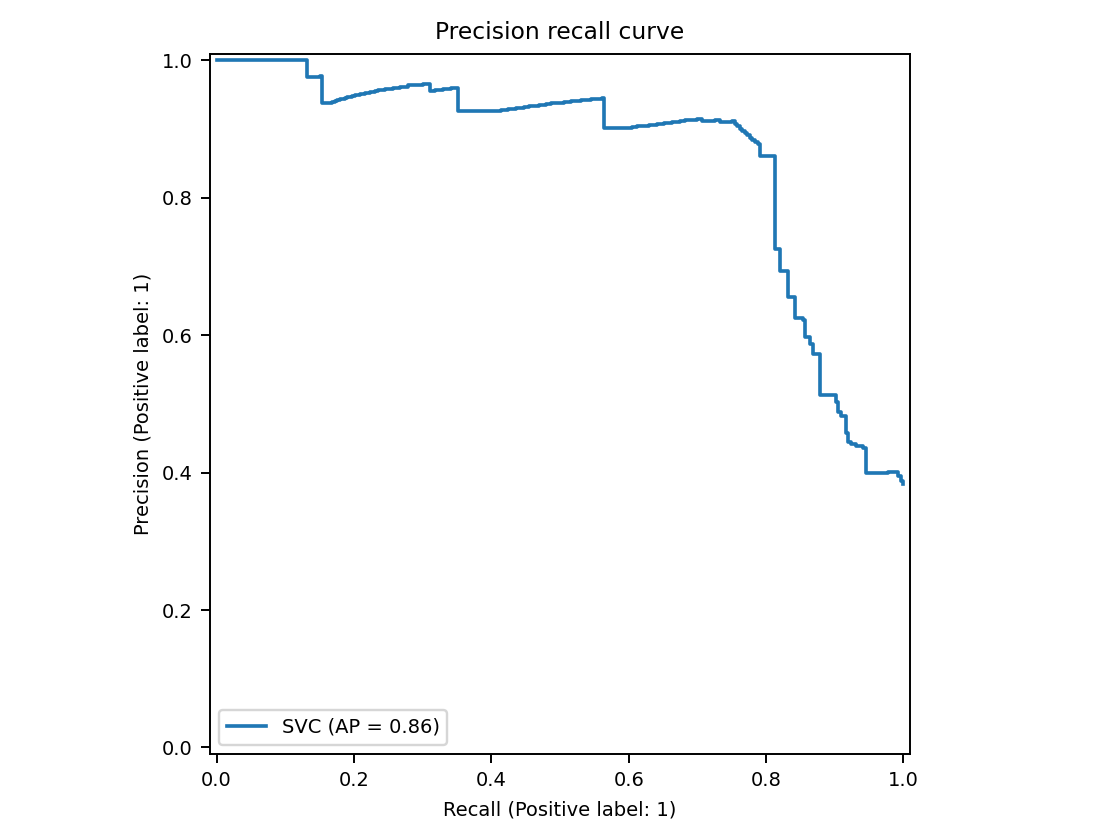 Precision recall curve
1.0
0.8
0.6
0.4
0.2
0.0
Precision (Positive label: 1)
SVC (AP = 0.86)
0.0 0.2 0.4 0.6 0.8 1.0
Recall (Positive label: 1)